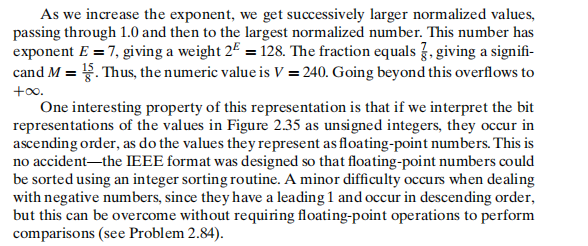 As we increase the exponent, we get successively larger normalized values,
passing through 1.0 and then to the largest normalized number. This number has
exponent E = 7, giving a weight 2^E = 128. The fraction equals 7/8, giving a signifi-
cand M = 15/8. Thus, the numeric value is V = 240. Going beyond this overflows to
+∞.
One interesting property of this representation is that if we interpret the bit
representations of the values in Figure 2.35 as unsigned integers, they occur in
ascending order, as do the values they represent as floating-point numbers. This is
no accident—the IEEE format was designed so that floating-point numbers could
be sorted using an integer sorting routine. A minor difficulty occurs when dealing
with negative numbers, since they have a leading 1 and occur in descending order,
but this can be overcome without requiring floating-point operations to perform
comparisons (see Problem 2.84).